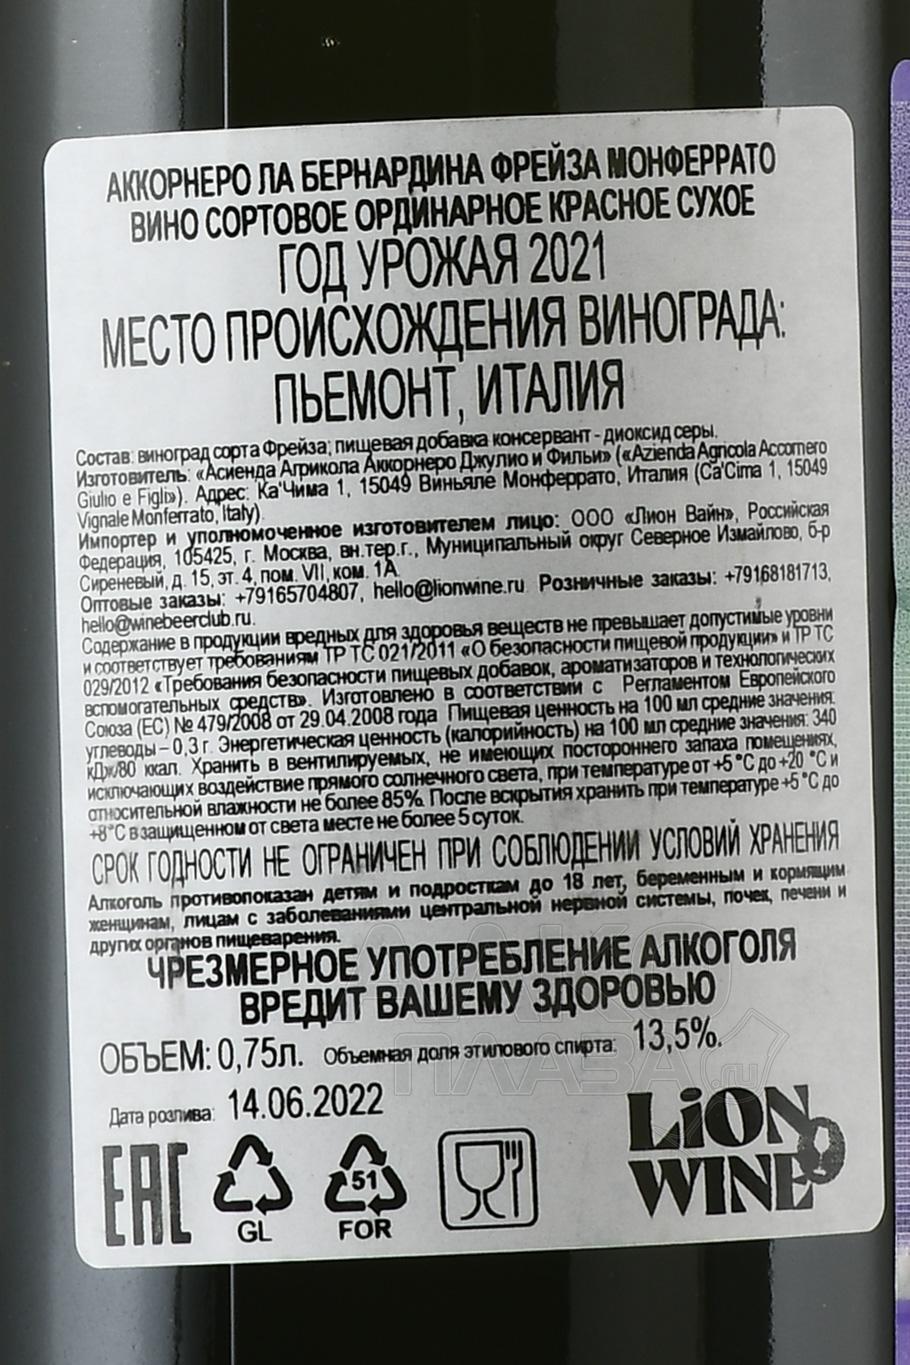 АККОРНЕРО ЛА БЕРНАРДИНА ФРЕЙЗА МОНФЕРРАТО
ВИНО СОРТОВОЕ ОРДИНАРНОЕ КРАСНОЕ СУХОЕ
ГОД УРОЖАЯ 2021
МЕСТО ПРОИСХОЖДЕНИЯ ВИНОГРАДА:
ПЬЕМОНТ, ИТАЛИЯ
Состав: виноград сорта Фрейза; пищевая добавка консервант - диоксид серы.
Изготовитель: «Асиенда Агрикола Аккорнеро Джулио и Фильи» («Azienda Agricola Accornero
Giulio e Figli»). Адрес: Ка'Чима 1, 15049 Виньяле Монферрато, Италия (Ca'Cima 1, 15049
Vignale Monferrato, Italy).
Импортер и уполномоченное изготовителем лицо: ООО «Лион Вайн», Российская
Федерация, 105425, г. Москва, вн.тер.г., Муниципальный округ Северное Измайлово, б-р
Сиреневый, д. 15, эт. 4, пом. VII, ком. 1А
Оптовые заказы: +79165704807, hello@lionwine.ru Розничные заказы: +79168181713,
hello@winebeerclub.ru.
Содержание в продукции вредных для здоровья веществ не превышает допустимые уровни
и соответствует требованиям ТР ТС 021/2011 «О безопасности пищевой продукции» и ТР ТС
029/2012 «Требования безопасности пищевых добавок, ароматизаторов и технологических
вспомогательных средств». Изготовлено в соответствии с Регламентом Европейского
Союза (ЕС) № 479/2008 от 29.04.2008 года Пищевая ценность на 100 мл средние значения:
углеводы – 0,3 г. Энергетическая ценность (калорийность) на 100 мл средние значения: 340
кДж/80 ккал. Хранить в вентилируемых, не имеющих постороннего запаха помещениях,
исключающих воздействие прямого солнечного света, при температуре от +5 °С до +20 °С и
относительной влажности не более 85%. После вскрытия хранить при температуре +5 °С до
+8°С в защищенном от света месте не более 5 суток.
СРОК ГОДНОСТИ НЕ ОГРАНИЧЕН ПРИ СОБЛЮДЕНИИ УСЛОВИЙ ХРАНЕНИЯ
Алкоголь противопоказан детям и подросткам до 18 лет, беременным и кормящим
женщинам, лицам с заболеваниями центральной нервной системы, почек, печени и
других органов пищеварения.
ЧРЕЗМЕРНОЕ УПОТРЕБЛЕНИЕ АЛКОГОЛЯ
ВРЕДИТ ВАШЕМУ ЗДОРОВЬЮ
ОБЪЕМ: 0,75л. Объемная доля этилового спирта: 13,5%.
Дата розлива: 14.06.2022
EAC
GL
51
FOR
LiON
WINE
АЛКО
ПЛАЗА.ru